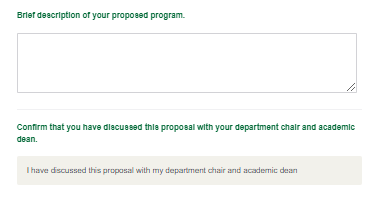 Brief description of your proposed program.
Confirm that you have discussed this proposal with your department chair and academic
dean.
I have discussed this proposal with my department chair and academic dean